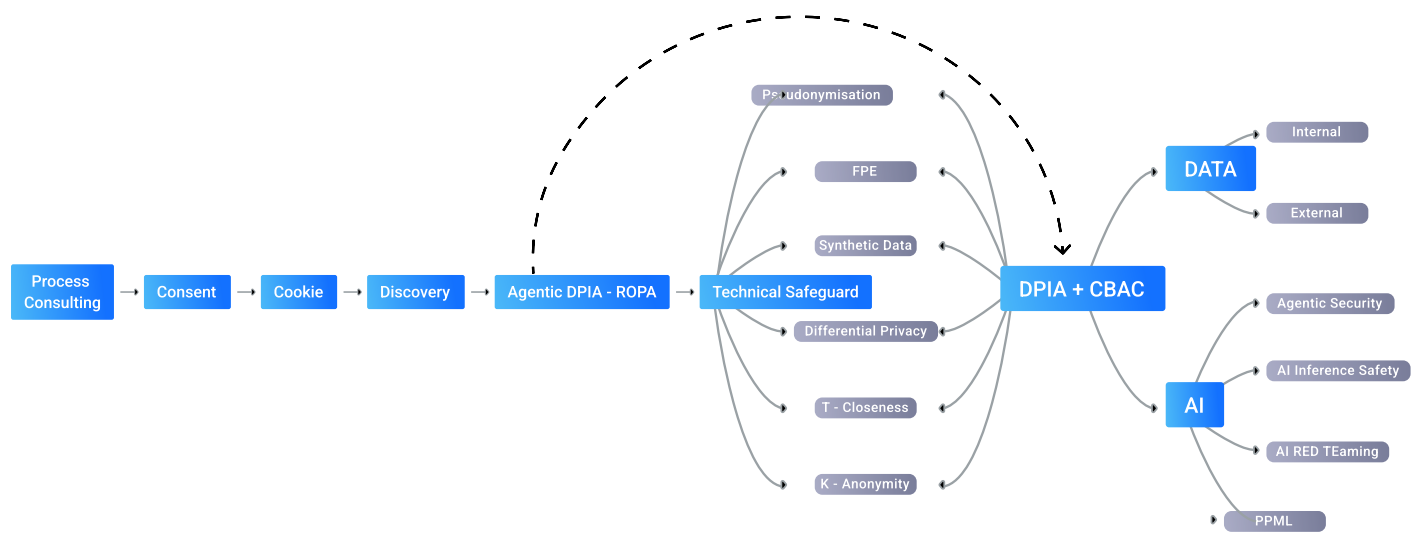 Process
Consulting
Consent
Cookie
Discovery
Agentic DPIA - ROPA
Technical Safeguard
Pseudonymisation
FPE
Synthetic Data
Differential Privacy
T - Closeness
K - Anonymity
DPIA + CBAC
DATA
Internal
External
AI
Agentic Security
AI Inference Safety
AI RED TEaming
PPML